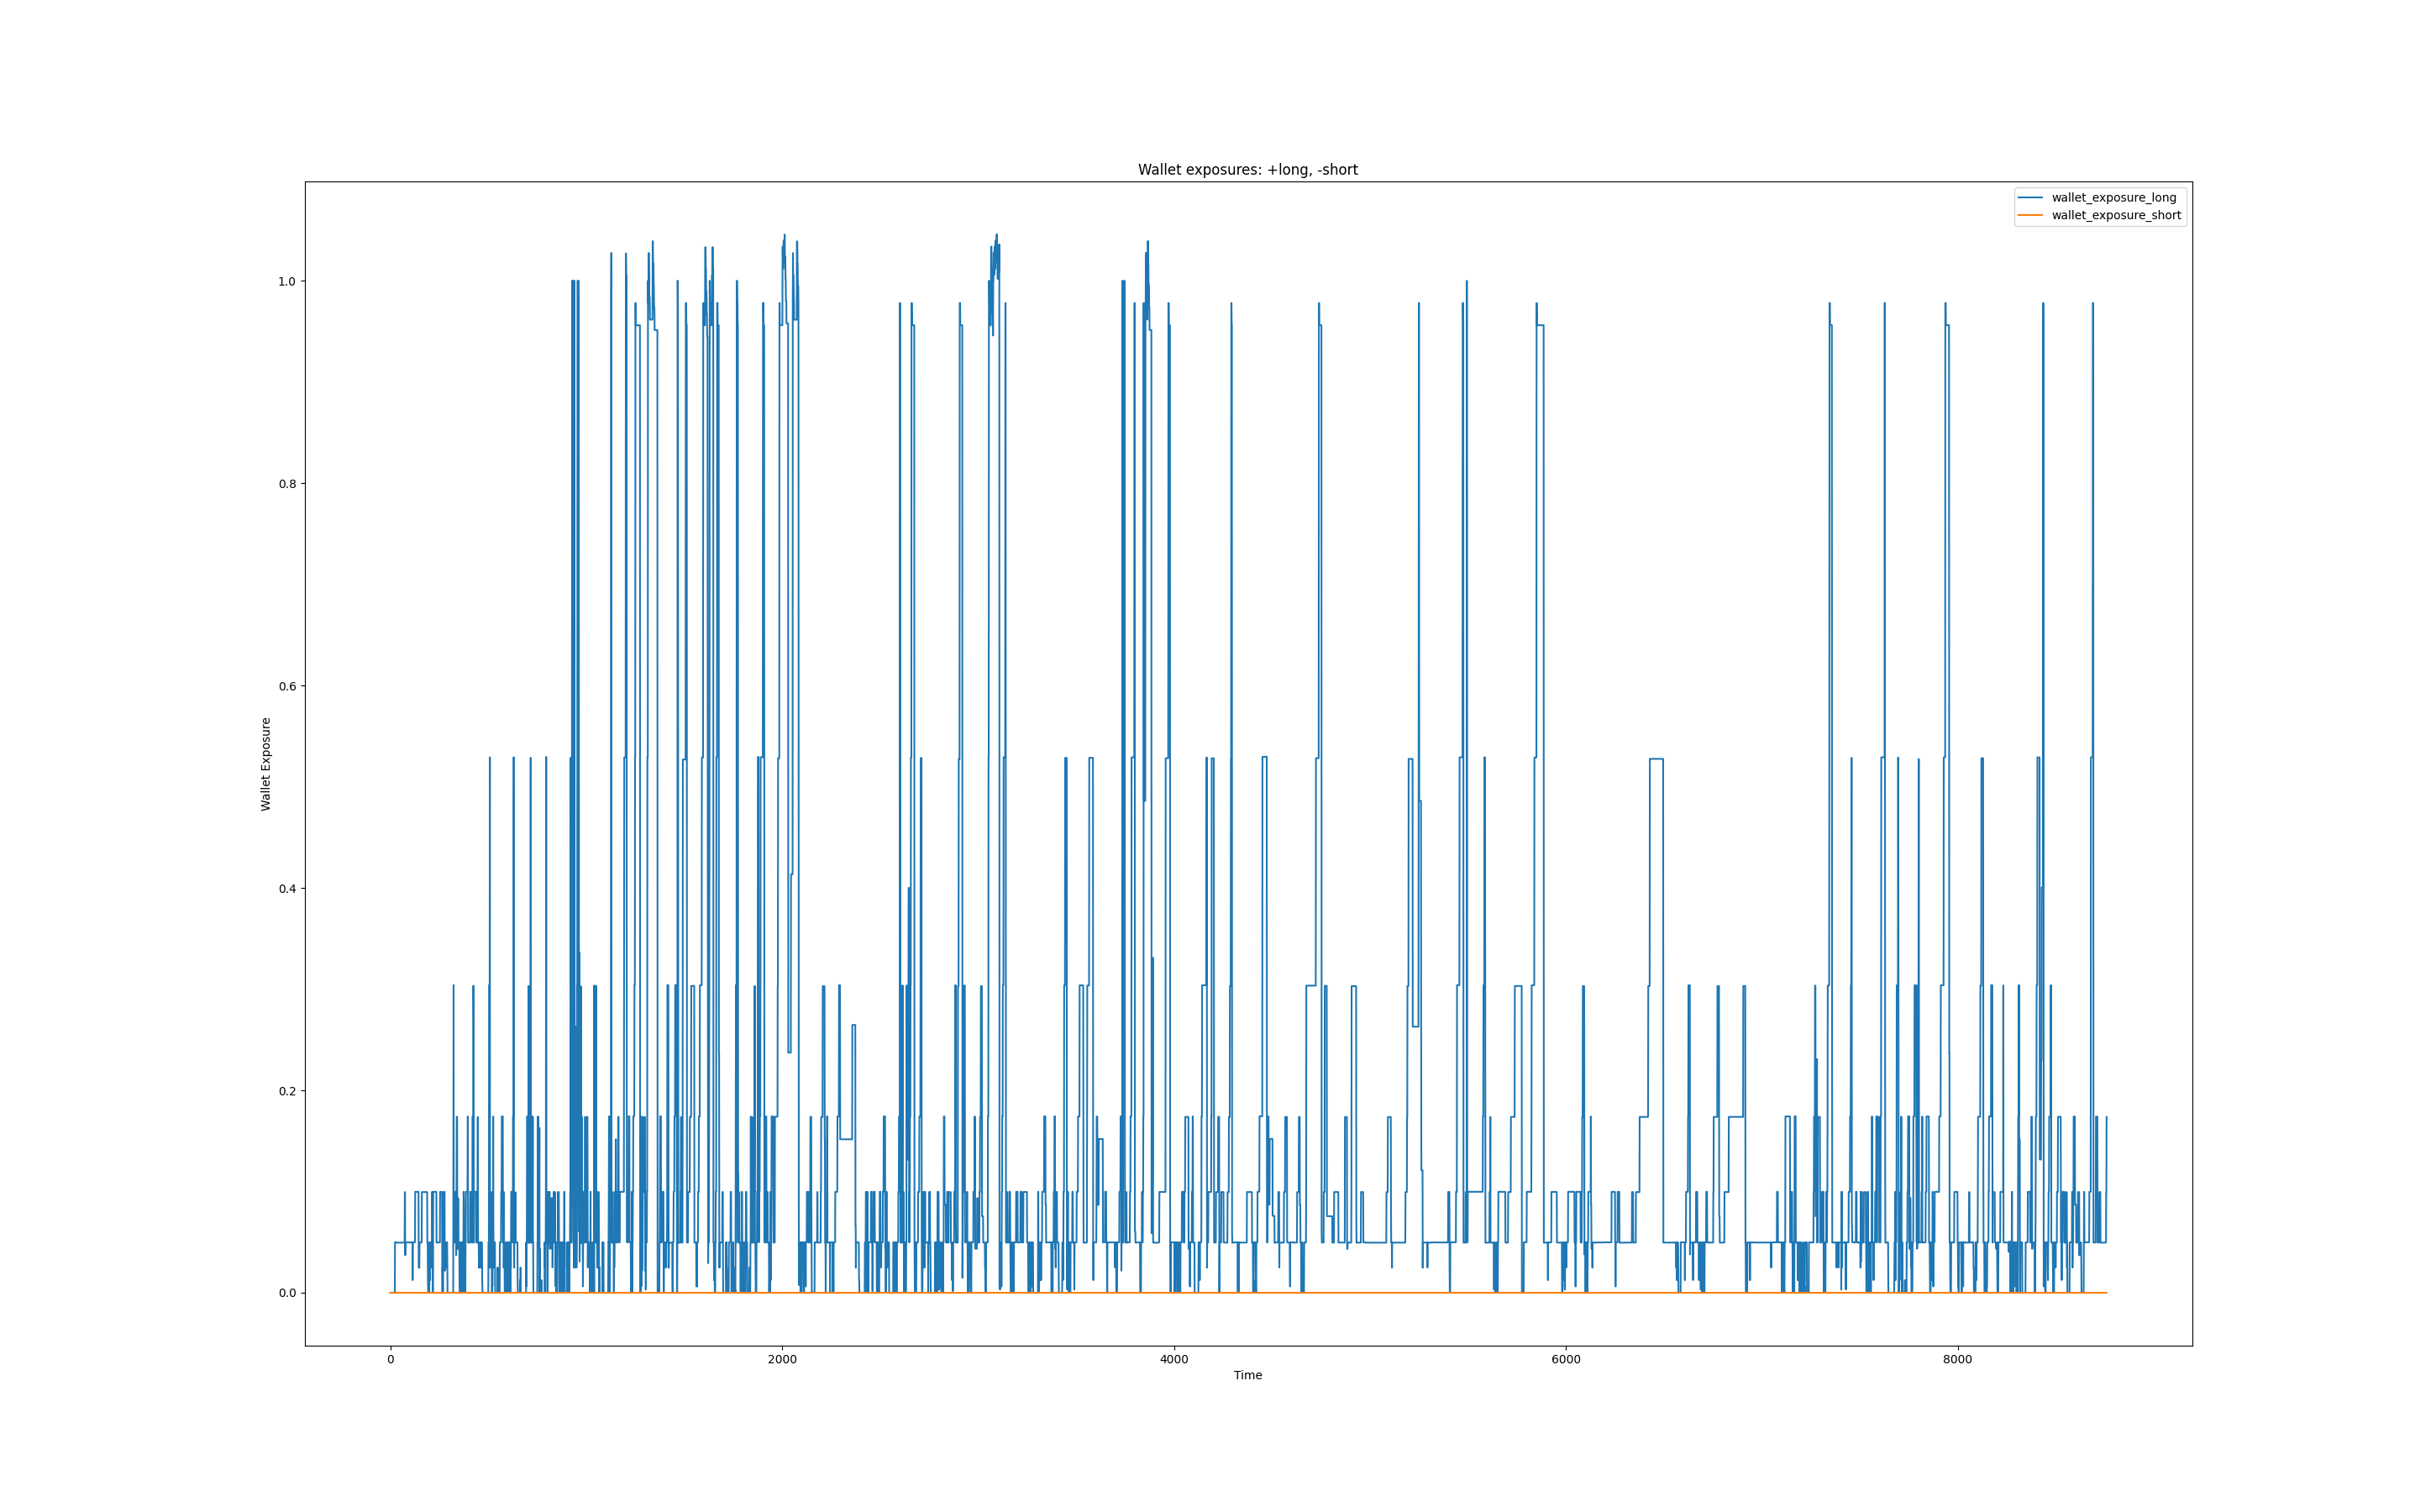 Wallet exposures: +long, -short
wallet_exposure_long
wallet_exposure_short
1.0
0.8
0.6
0.4
0.2
0.0
Wallet Exposure
0 2000 4000 6000 8000
Time